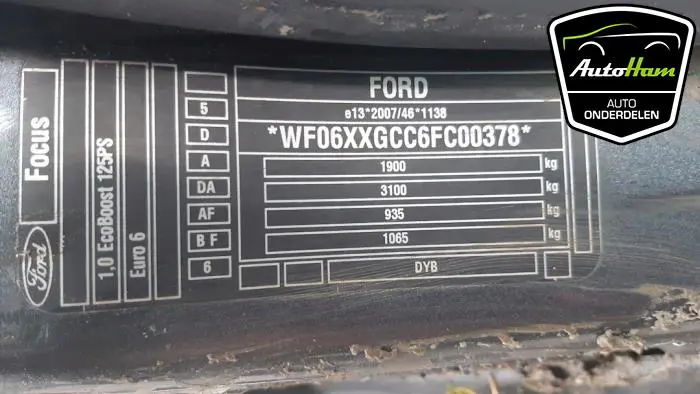 Focus
Ford
1,0 EcoBoost 125PS
Euro 6
5
D
A
DA
AF
B F
6
FORD
e13*2007/46*1138
*WF06XXGCC6FC00378*
1900 kg
3100 kg
935 kg
1065 kg
DYB
AutoHam
AUTO
ONDERDELEN